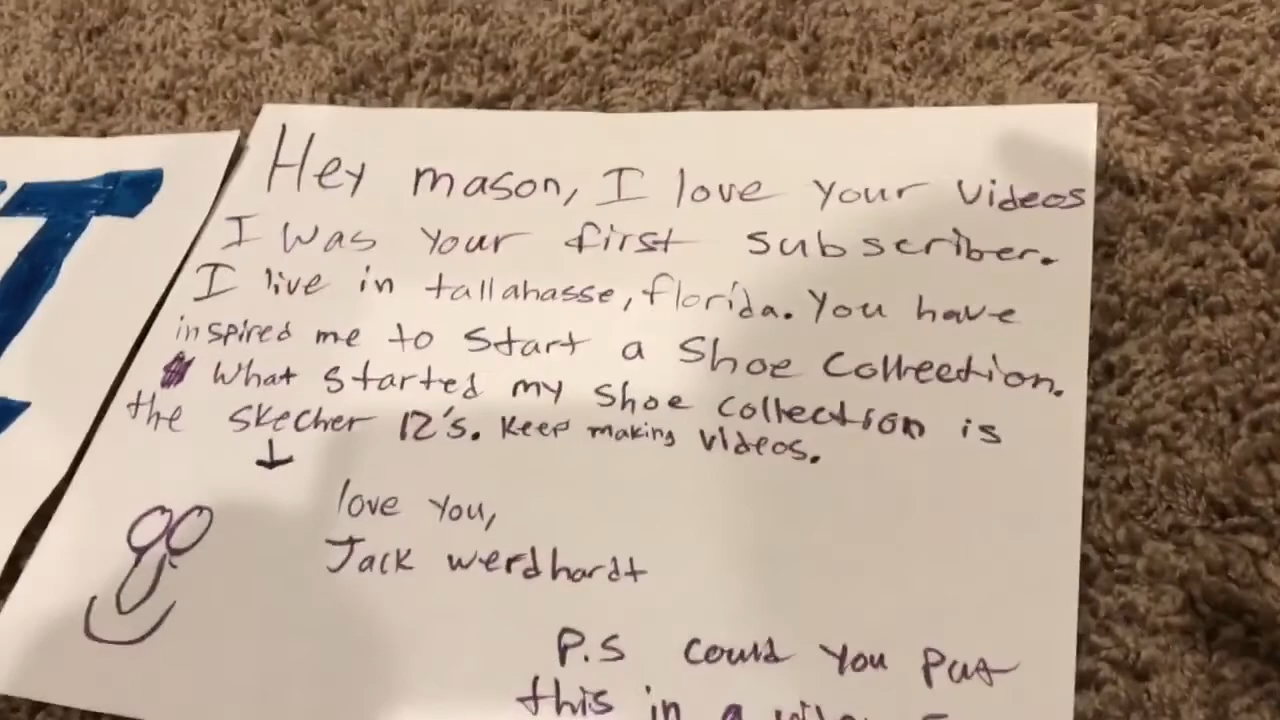 Hey mason, I love your videos
I was your first subscriber.
I live in tallahasse, florida. You have
inspired me to start a Shoe Collreection.
What started my shoe collection is
the skecher 12's. Keep making videos.
love you,
Jack werdhardt
P.S could you put
this in a